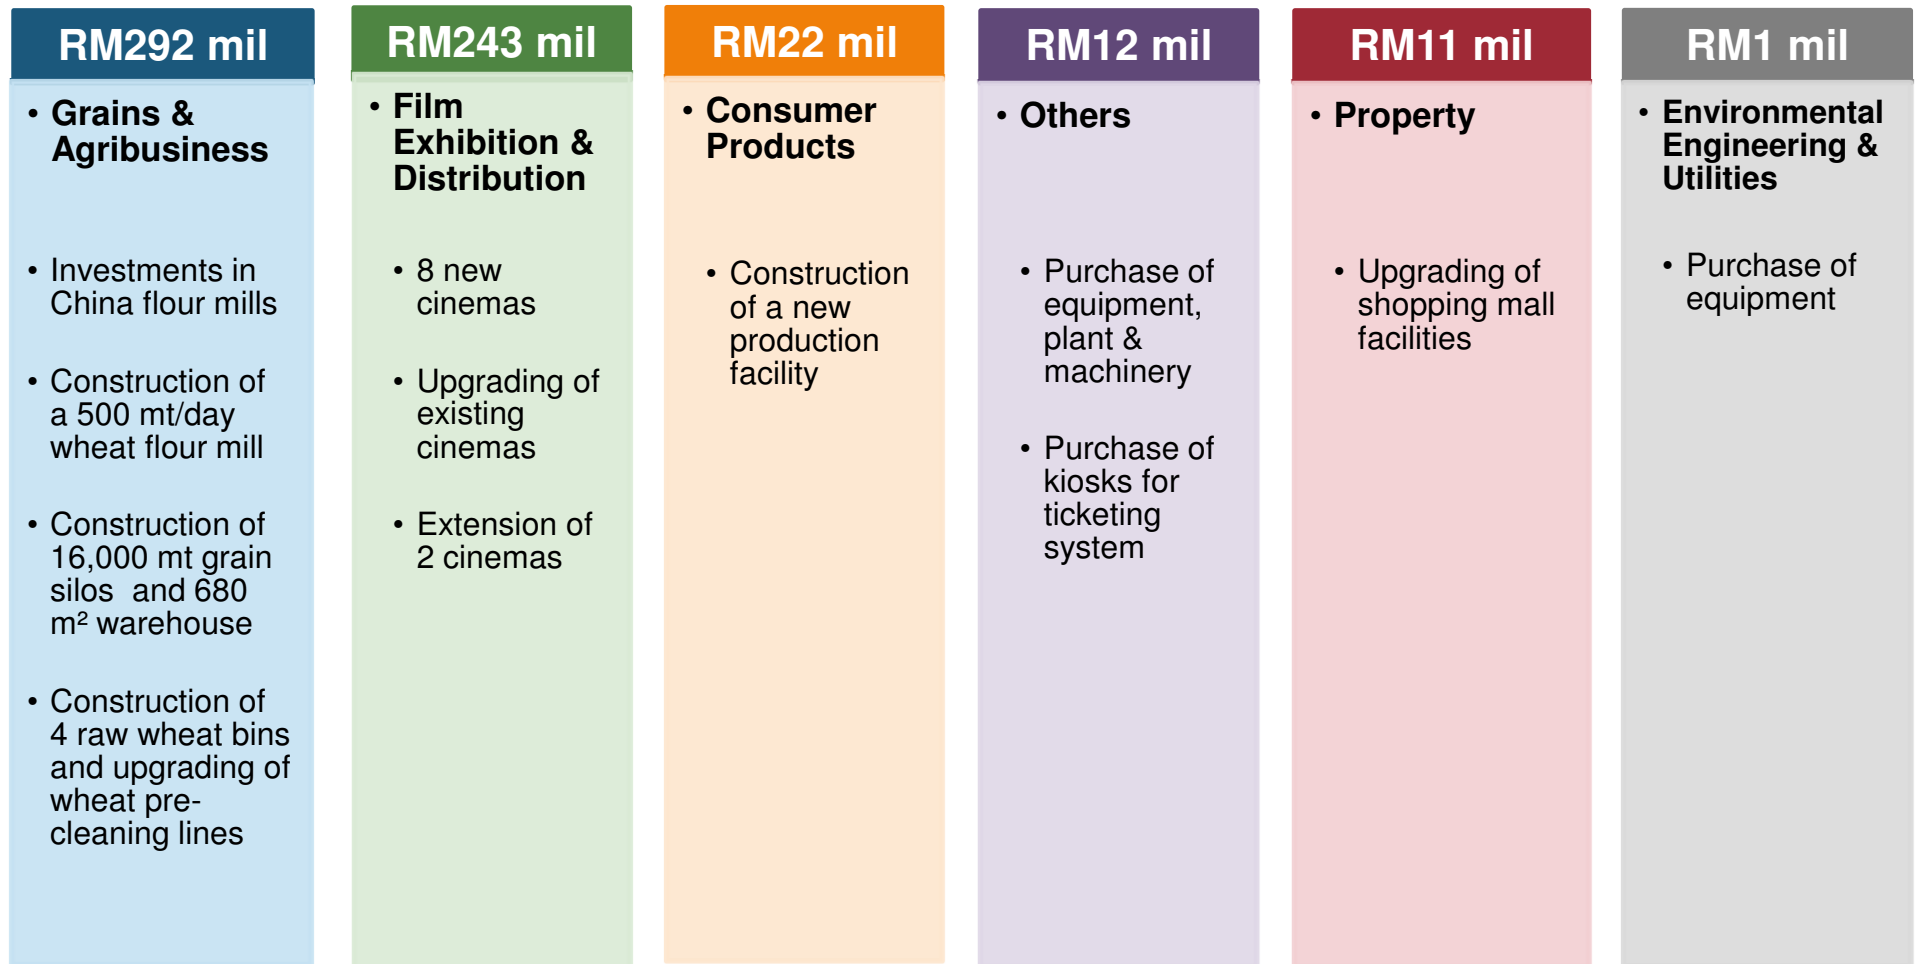 RM292 mil
• Grains &
Agribusiness
• Investments in
China flour mills
• Construction of
a 500 mt/day
wheat flour mill
• Construction of
16,000 mt grain
silos and 680
m² warehouse
• Construction of
4 raw wheat bins
and upgrading of
wheat pre-
cleaning lines
RM243 mil
• Film
Exhibition &
Distribution
• 8 new
cinemas
• Upgrading of
existing
cinemas
• Extension of
2 cinemas
RM22 mil
• Consumer
Products
• Construction
of a new
production
facility
RM12 mil
• Others
• Purchase of
equipment,
plant &
machinery
• Purchase of
kiosks for
ticketing
system
RM11 mil
• Property
• Upgrading of
shopping mall
facilities
RM1 mil
• Environmental
Engineering &
Utilities
• Purchase of
equipment